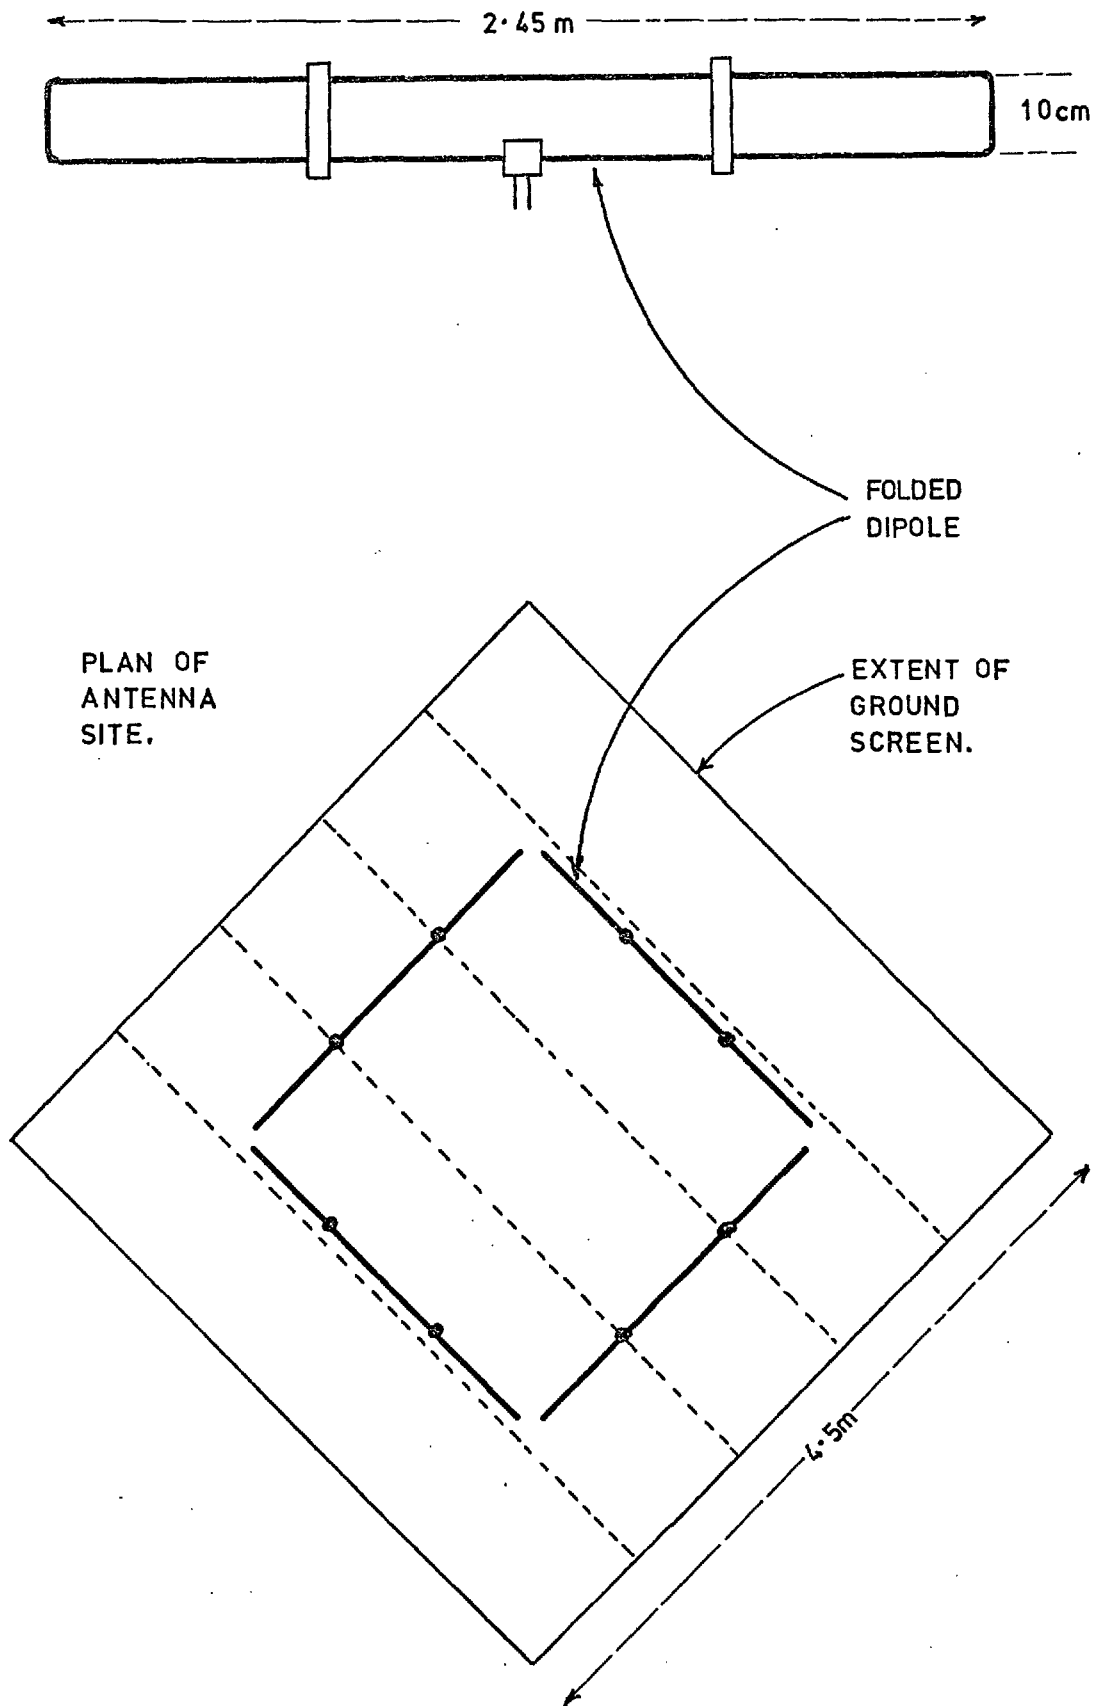 2·45 m
10cm
FOLDED
DIPOLE
PLAN OF
ANTENNA
SITE.
EXTENT OF
GROUND
SCREEN.
4·5m